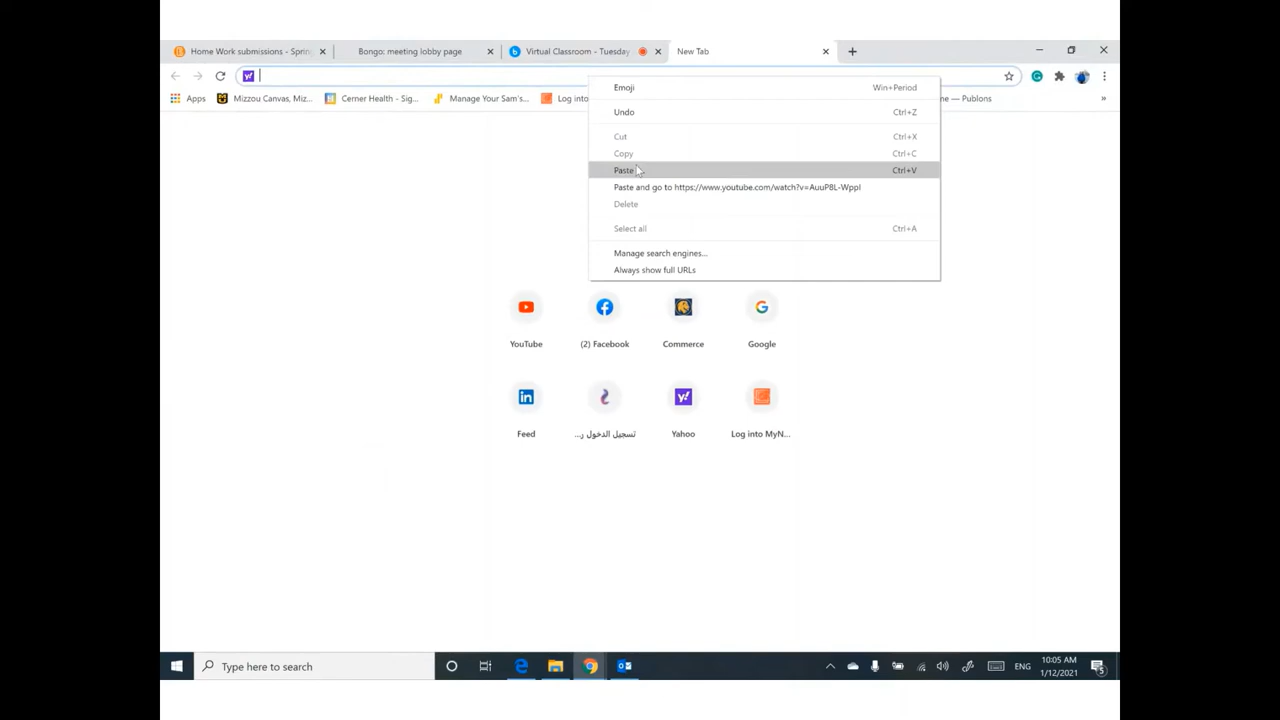 Home Work submissions - Sprin
Bongo: meeting lobby page
Virtual Classroom - Tuesday
New Tab
Apps
Mizzou Canvas, Miz...
Cerner Health - Sig...
Manage Your Sam's...
Log into
me — Publons
»
Emoji Win+Period
Undo Ctrl+Z
Cut Ctrl+X
Copy Ctrl+C
Paste Ctrl+V
Paste and go to https://www.youtube.com/watch?v=AuuP8L-WppI
Delete
Select all Ctrl+A
Manage search engines...
Always show full URLs
YouTube
(2) Facebook
Commerce
Google
Feed
تسجيل الدخول ر...
Yahoo
Log into MyN...
Type here to search
ENG
10:05 AM
1/12/2021
5